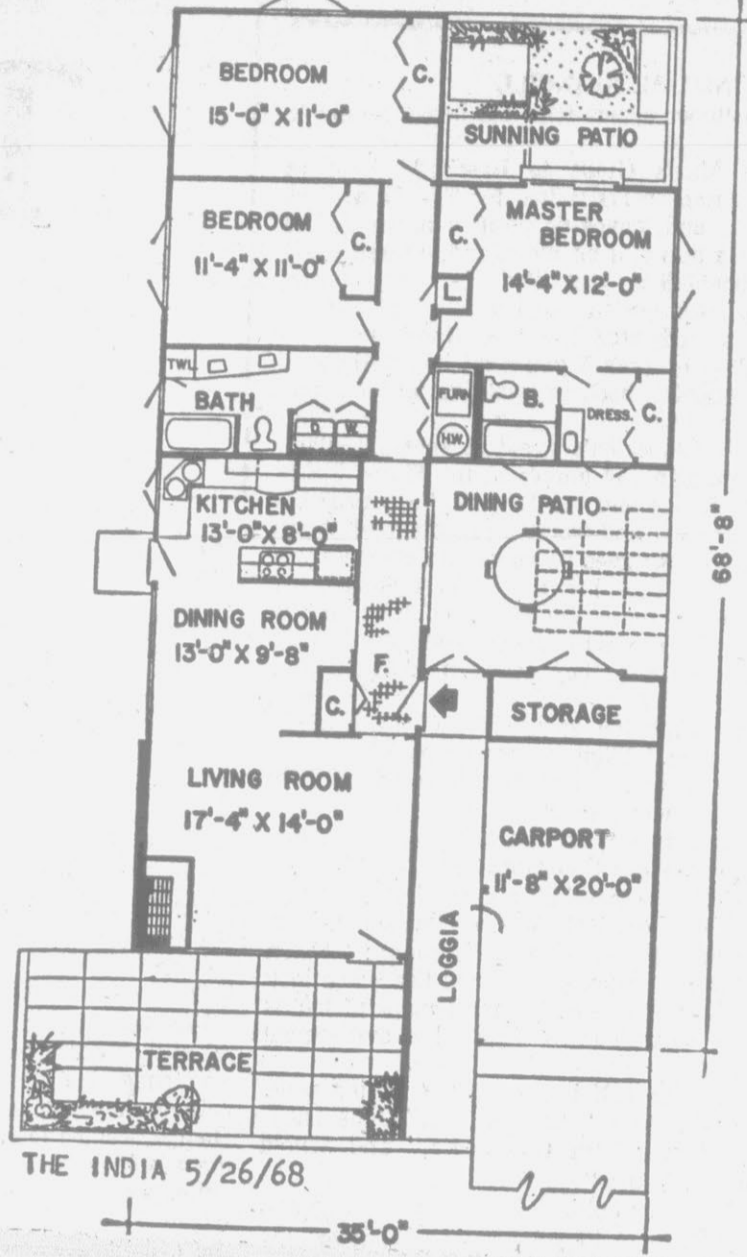 BEDROOM
15'-0" X 11'-0"
C.
SUNNING PATIO
BEDROOM
11'-4" X 11'-0"
C.
C.
L
MASTER
BEDROOM
14'-4" X 12'-0"
TWL.
BATH
D.
W.
FURN
H.W.
B.
DRESS.
C.
KITCHEN
13'-0" X 8'-0"
DINING PATIO
68'-8"
DINING ROOM
13'-0" X 9'-8"
F.
C.
STORAGE
LIVING ROOM
17'-4" X 14'-0"
CARPORT
11'-8" X 20'-0"
LOGGIA
TERRACE
THE INDIA 5/26/68
35'-0"